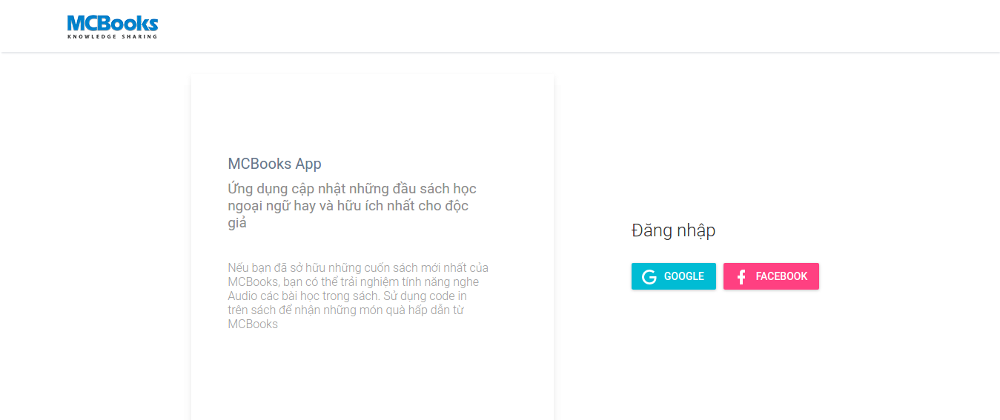 MCBooks
KNOWLEDGE SHARING
MCBooks App
Ứng dụng cập nhật những đầu sách học
ngoại ngữ hay và hữu ích nhất cho độc
giả
Nếu bạn đã sở hữu những cuốn sách mới nhất của
MCBooks, bạn có thể trải nghiệm tính năng nghe
Audio các bài học trong sách. Sử dụng code in
trên sách để nhận những món quà hấp dẫn từ
MCBooks
Đăng nhập
GOOGLE
FACEBOOK